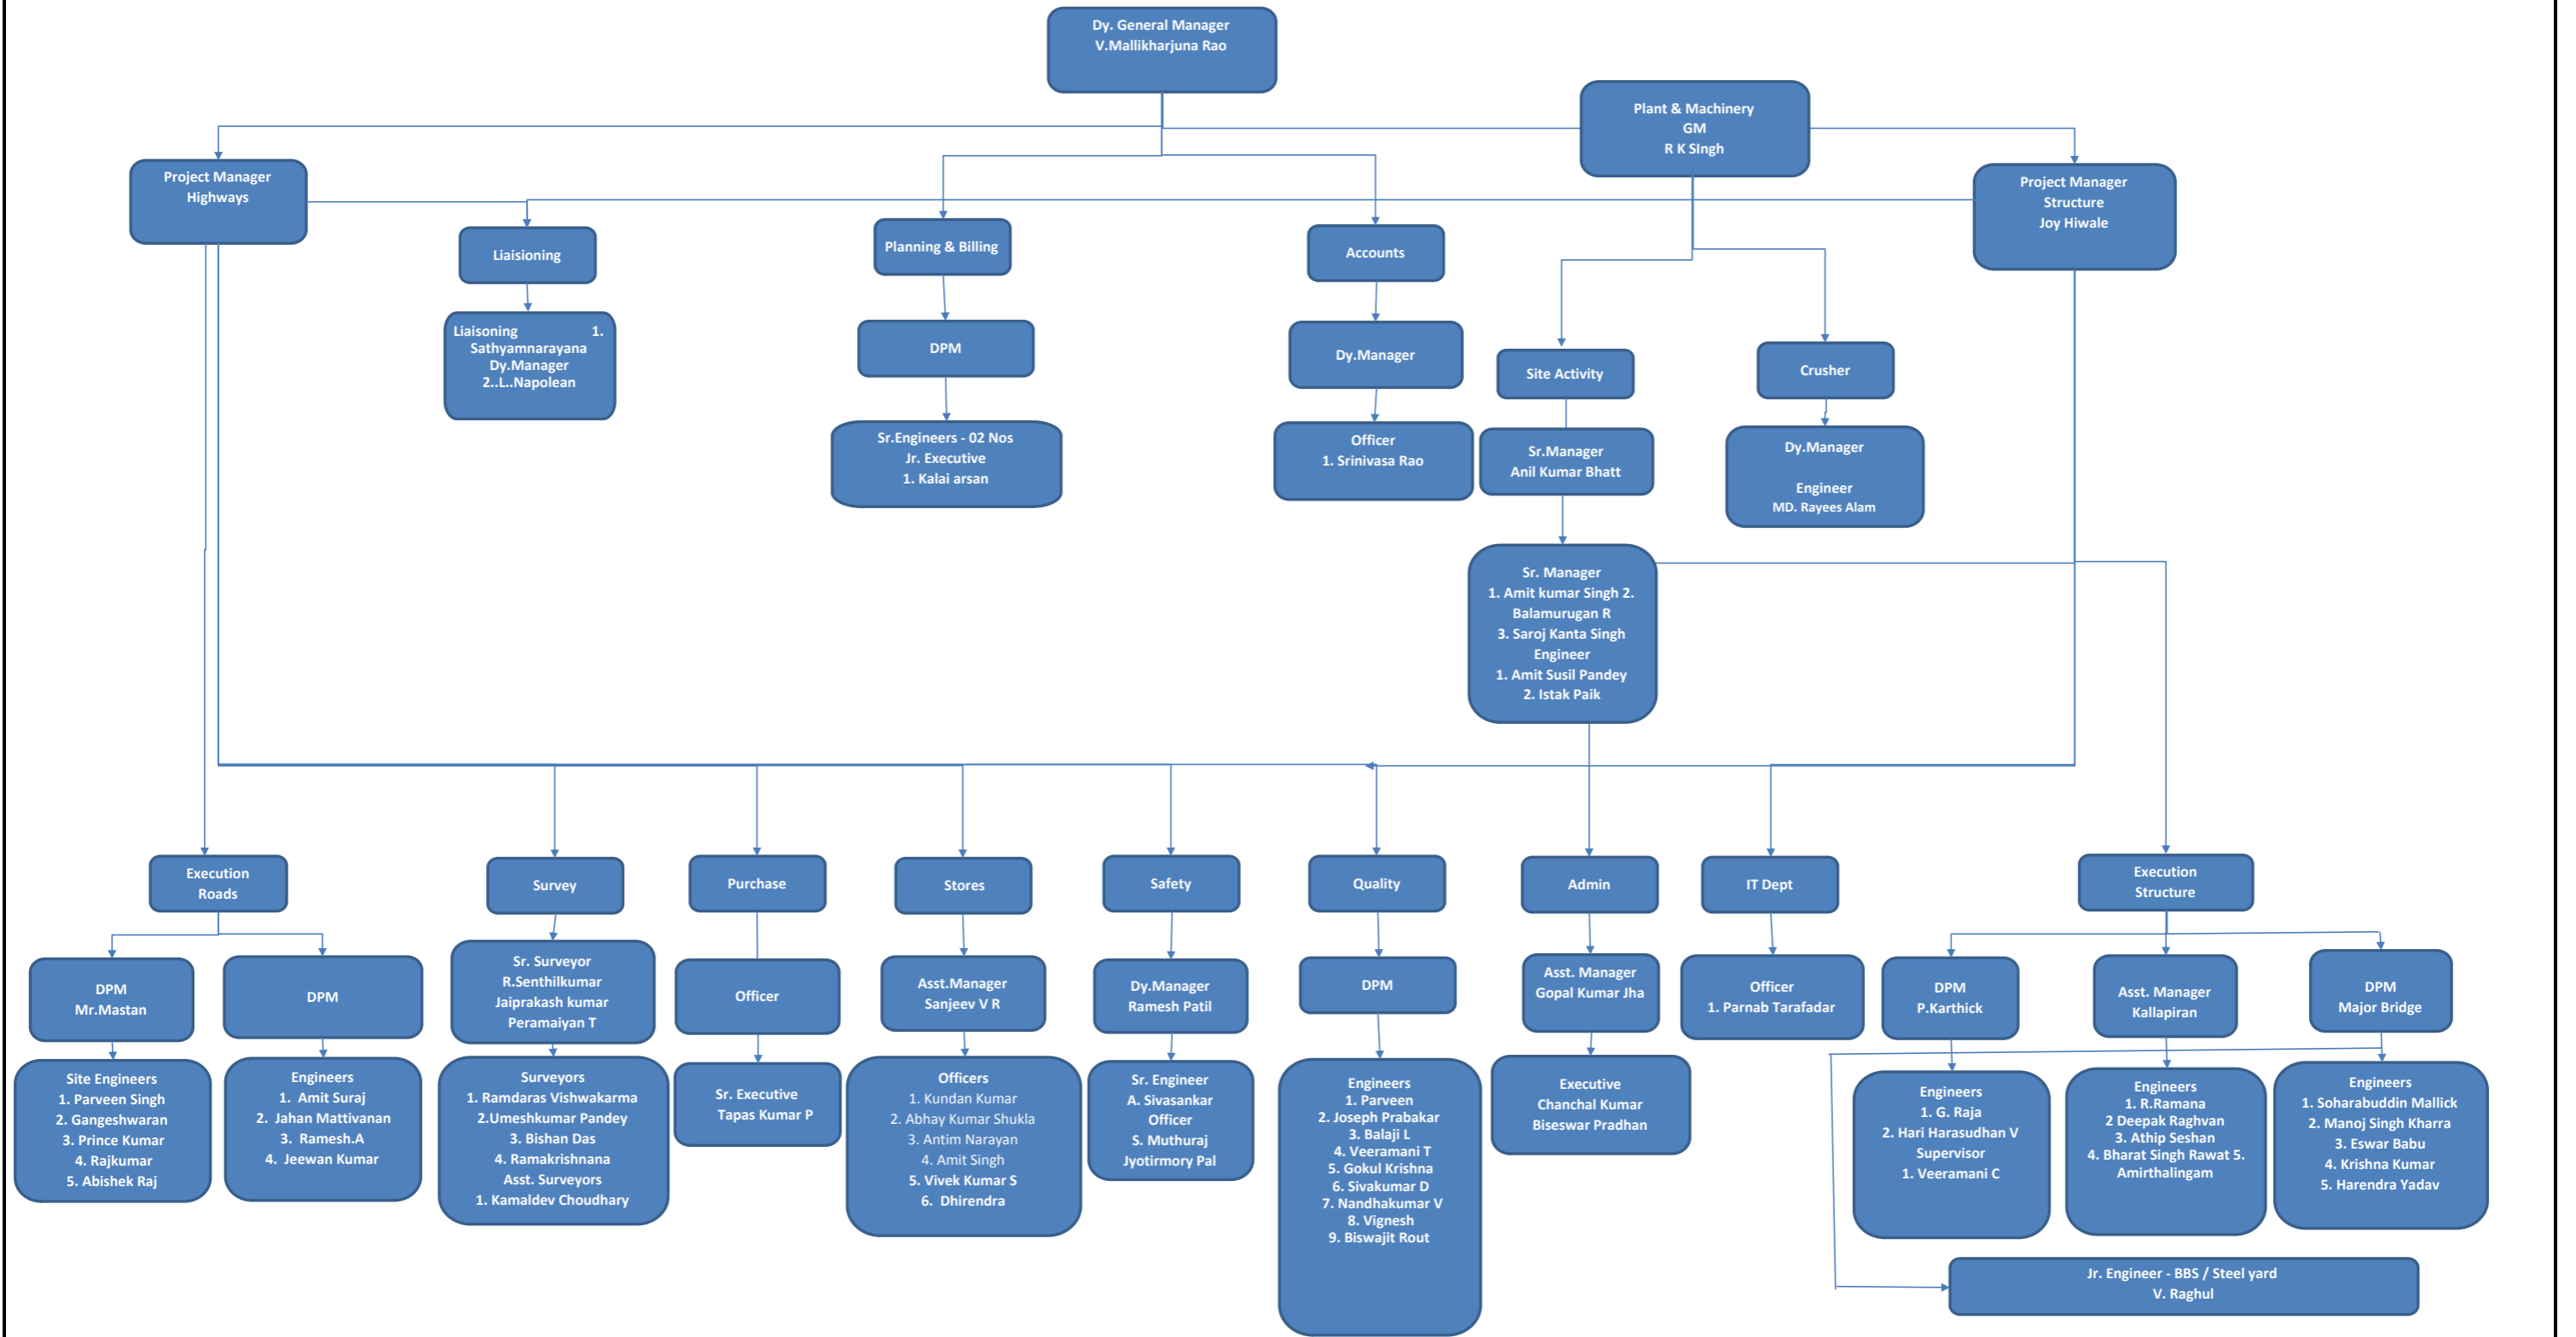 Dy. General Manager
V.Mallikharjuna Rao
Plant & Machinery
GM
R K SIngh
Project Manager
Highways
Project Manager
Structure
Joy Hiwale
Liaisioning
Planning & Billing
Accounts
Liaisoning 1.
Sathyamnarayana
Dy.Manager
2..L..Napolean
DPM
Dy.Manager
Site Activity
Crusher
Sr.Engineers - 02 Nos
Jr. Executive
1. Kalai arsan
Officer
1. Srinivasa Rao
Sr.Manager
Anil Kumar Bhatt
Dy.Manager
Engineer
MD. Rayees Alam
Sr. Manager
1. Amit kumar Singh 2.
Balamurugan R
3. Saroj Kanta Singh
Engineer
1. Amit Susil Pandey
2. Istak Paik
Execution
Roads
Survey
Purchase
Stores
Safety
Quality
Admin
IT Dept
Execution
Structure
DPM
Mr.Mastan
DPM
Sr. Surveyor
R.Senthilkumar
Jaiprakash kumar
Peramaiyan T
Officer
Asst.Manager
Sanjeev V R
Dy.Manager
Ramesh Patil
DPM
Asst. Manager
Gopal Kumar Jha
Officer
1. Parnab Tarafadar
DPM
P.Karthick
Asst. Manager
Kallapiran
DPM
Major Bridge
Site Engineers
1. Parveen Singh
2. Gangeshwaran
3. Prince Kumar
4. Rajkumar
5. Abishek Raj
Engineers
1. Amit Suraj
2. Jahan Mattivanan
3. Ramesh.A
4. Jeewan Kumar
Surveyors
1. Ramdaras Vishwakarma
2.Umeshkumar Pandey
3. Bishan Das
4. Ramakrishnana
Asst. Surveyors
1. Kamaldev Choudhary
Sr. Executive
Tapas Kumar P
Officers
1. Kundan Kumar
2. Abhay Kumar Shukla
3. Antim Narayan
4. Amit Singh
5. Vivek Kumar S
6. Dhirendra
Sr. Engineer
A. Sivasankar
Officer
S. Muthuraj
Jyotirmory Pal
Engineers
1. Parveen
2. Joseph Prabakar
3. Balaji L
4. Veeramani T
5. Gokul Krishna
6. Sivakumar D
7. Nandhakumar V
8. Vignesh
9. Biswajit Rout
Executive
Chanchal Kumar
Biseswar Pradhan
Engineers
1. G. Raja
2. Hari Harasudhan V
Supervisor
1. Veeramani C
Engineers
1. R.Ramana
2 Deepak Raghvan
3. Athip Seshan
4. Bharat Singh Rawat 5.
Amirthalingam
Engineers
1. Soharabuddin Mallick
2. Manoj Singh Kharra
3. Eswar Babu
4. Krishna Kumar
5. Harendra Yadav
Jr. Engineer - BBS / Steel yard
V. Raghul